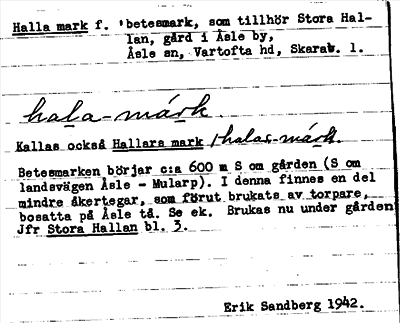 Halla mark f. 'betesmark, som tillhör Stora Hal-
lan, gård i Åsle by,
Åsle sn, Vartofta hd, Skarab. l.
hala-márk.
Kallas också Hallars mark / halas-márk.
Betesmarken börjar c:a 600 m S om gården (S om
landsvägen Åsle - Mularp). I denna finnes en del
mindre åkertegar, som förut brukats av torpare,
bosatta på Åsle tå. Se ek. Brukas nu under gården
Jfr Stora Hallan bl. 3.
Erik Sandberg 1942.